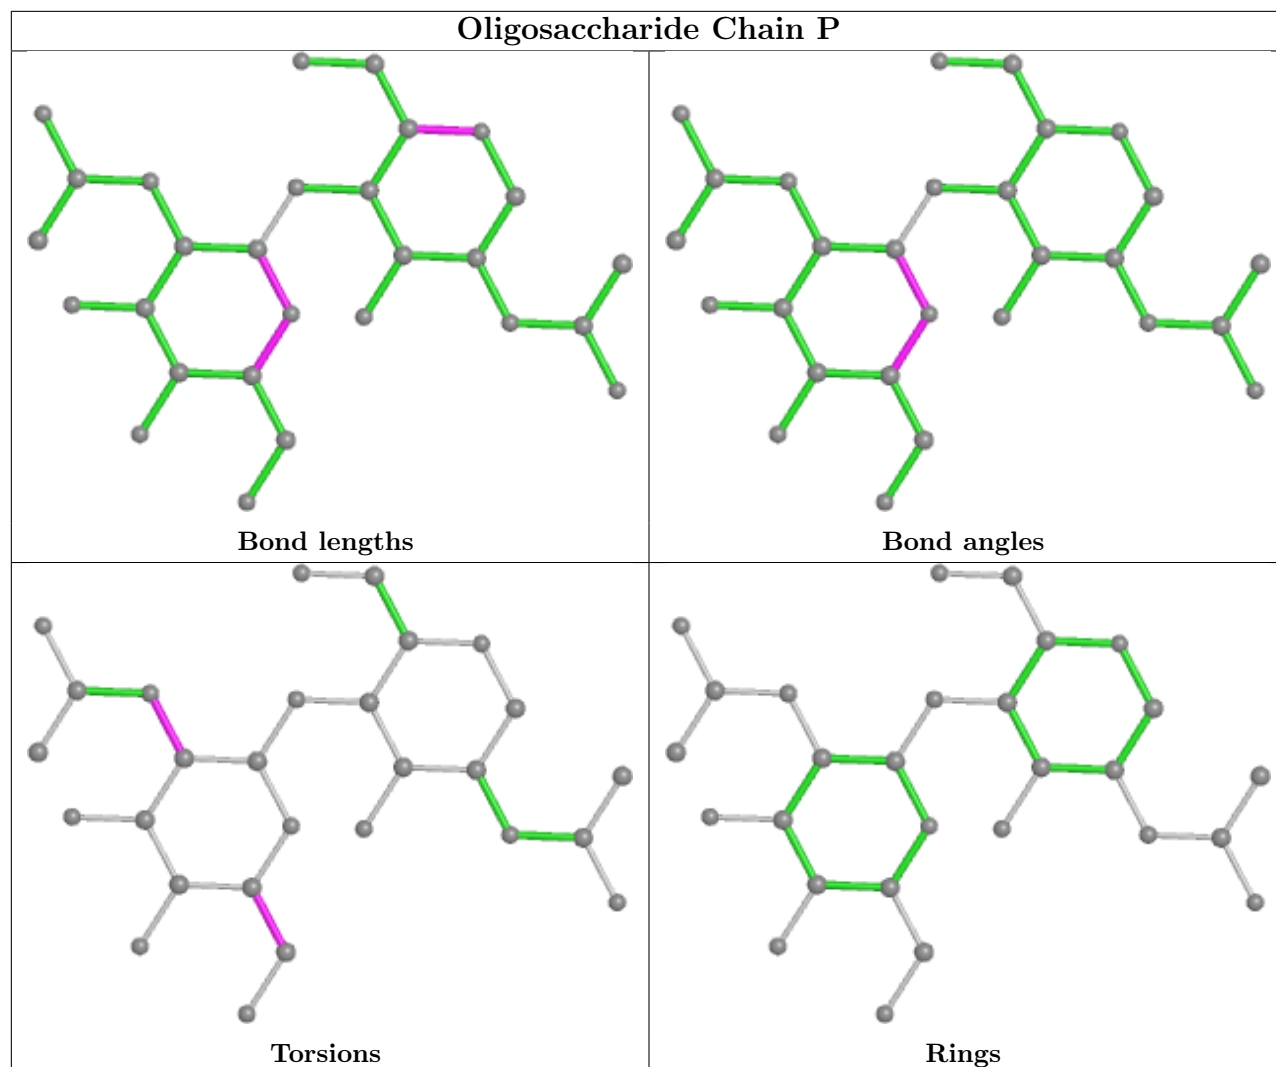 Oligosaccharide Chain P
Bond lengths
Bond angles
Torsions
Rings